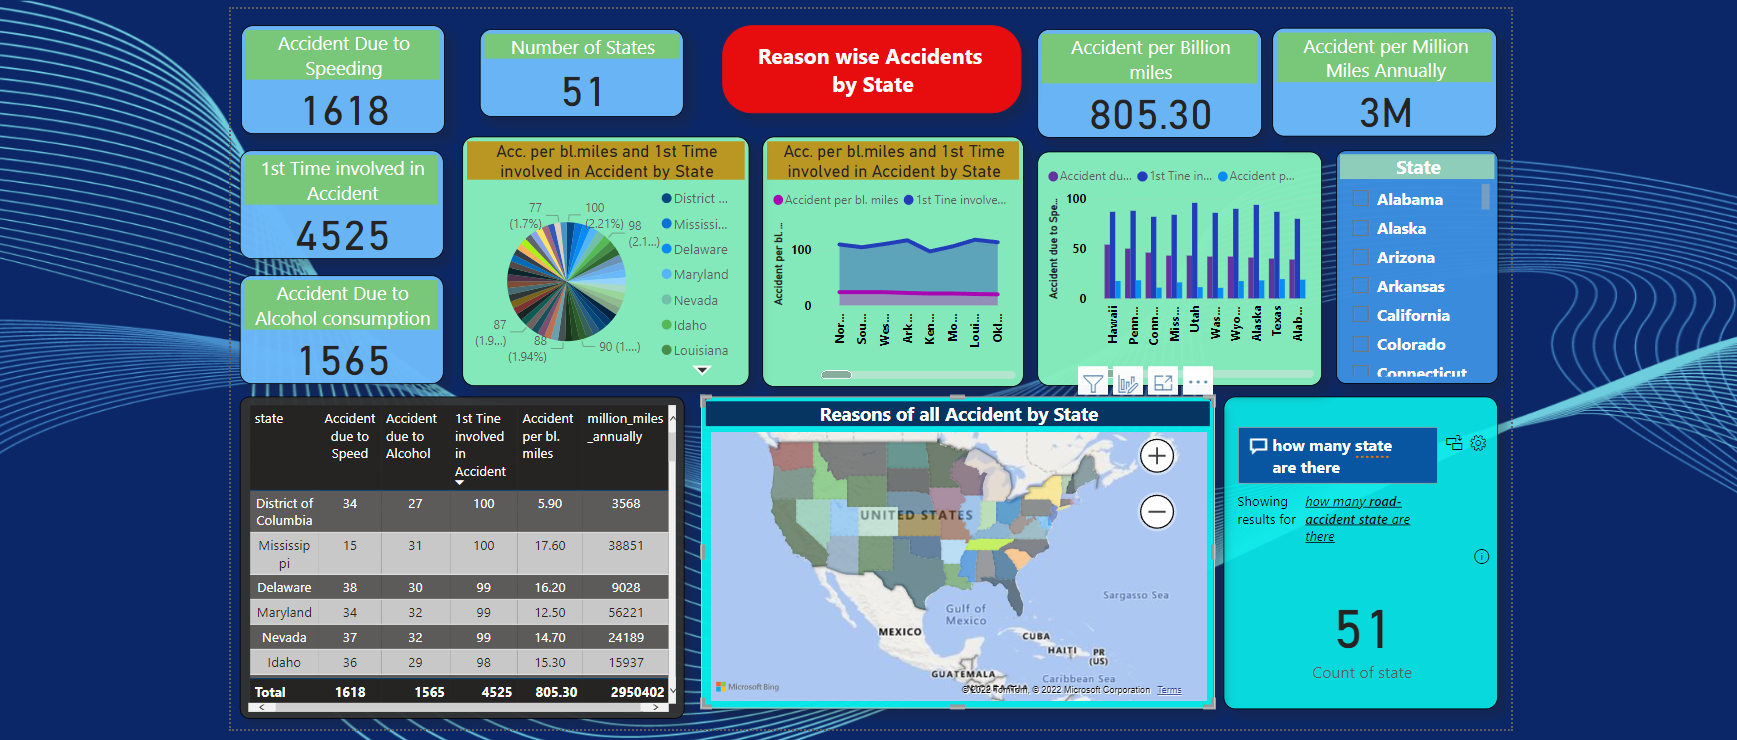 Accident Due to
Speeding
1618
Number of States
51
Reason wise Accidents
by State
Accident per Billion
miles
805.30
Accident per Million
Miles Annually
3M
1st Time involved in
Accident
4525
Accident Due to
Alcohol consumption
1565
Acc. per bl.miles and 1st Time
involved in Accident by State
77
(1.7%)
100
(2.21%)
98
(2.1...)
87
(1.9...)
88
(1.94%)
90 (1....)
District ...
Mississi...
Delaware
Maryland
Nevada
Idaho
Louisiana
Acc. per bl.miles and 1st Time
involved in Accident by State
Accident per bl. miles
1st Tine involve...
Accident per bl. ...
100
0
Nor...
Sou...
Wes...
Ark...
Ken...
Mo...
Loui...
Okl...
Accident du...
1st Tine in...
Accident p...
Accident due to Spe...
100
50
0
Hawaii
Penn...
Conn...
Miss...
Utah
Was...
Wyo...
Alaska
Texas
Alab...
State
Alabama
Alaska
Arizona
Arkansas
California
Colorado
Connecticut
state Accident due to Speed Accident due to Alcohol 1st Tine involved in Accident Accident per bl. miles million_miles_annually
District of Columbia 34 27 100 5.90 3568
Mississippi 15 31 100 17.60 38851
Delaware 38 30 99 16.20 9028
Maryland 34 32 99 12.50 56221
Nevada 37 32 99 14.70 24189
Idaho 36 29 98 15.30 15937
Total 1618 1565 4525 805.30 2950402
Reasons of all Accident by State
UNITED STATES
MEXICO
Gulf of
Mexico
Sargasso Sea
CUBA
HAITI
PR
(US)
GUATEMALA
Caribbean Sea
Microsoft Bing
© 2022 TomTom, © 2022 Microsoft Corporation Terms
how many state
are there
Showing
results for
how many road-
accident state are
there
51
Count of state